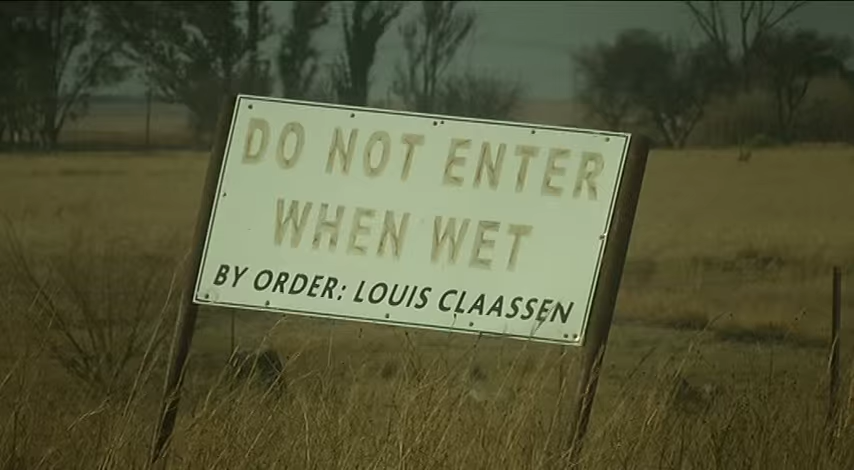 DO NOT ENTER
WHEN WET
BY ORDER: LOUIS CLAASSEN